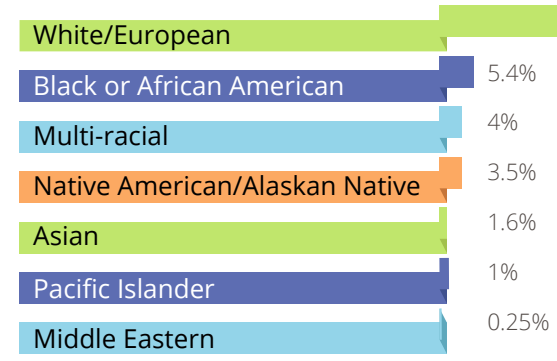 White/European
Black or African American 5.4%
Multi-racial 4%
Native American/Alaskan Native 3.5%
Asian 1.6%
Pacific Islander 1%
Middle Eastern 0.25%